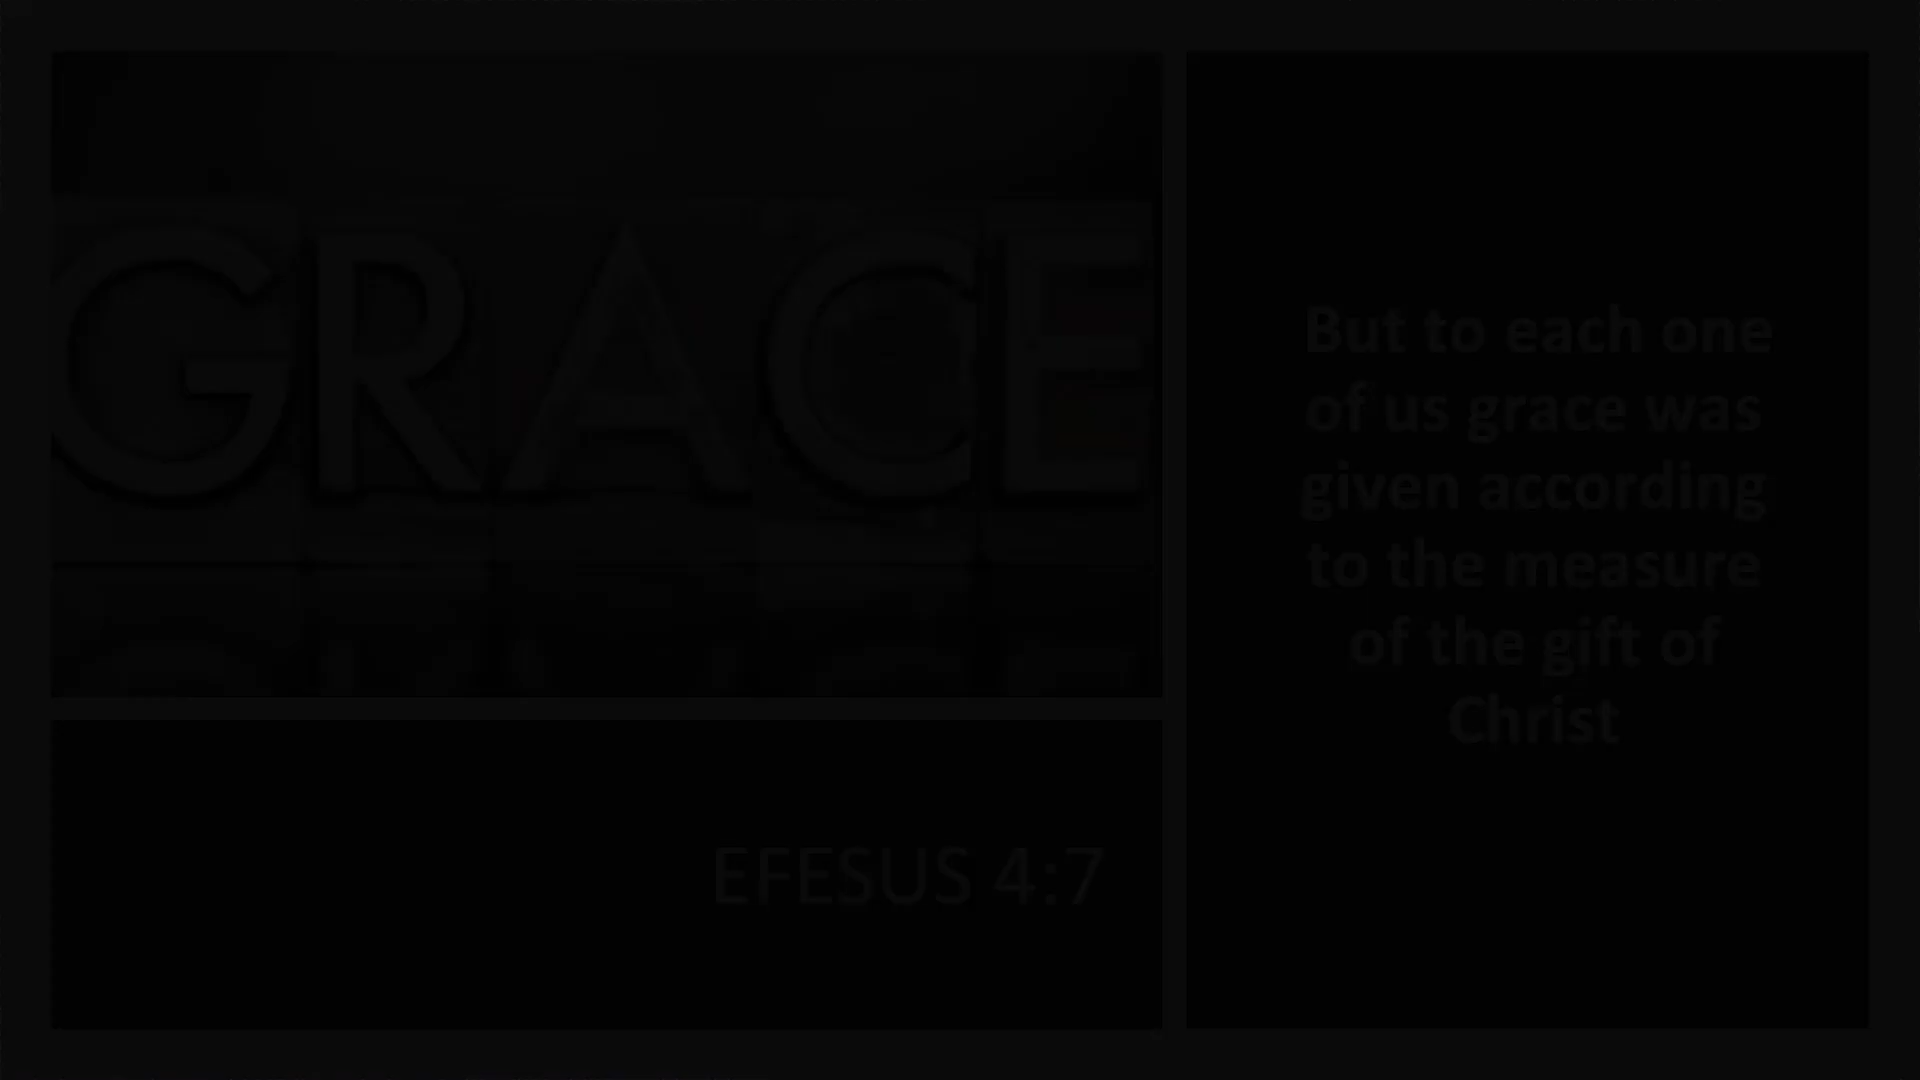 GRACE
EFESUS 4:7
But to each one
of us grace was
given according
to the measure
of the gift of
Christ